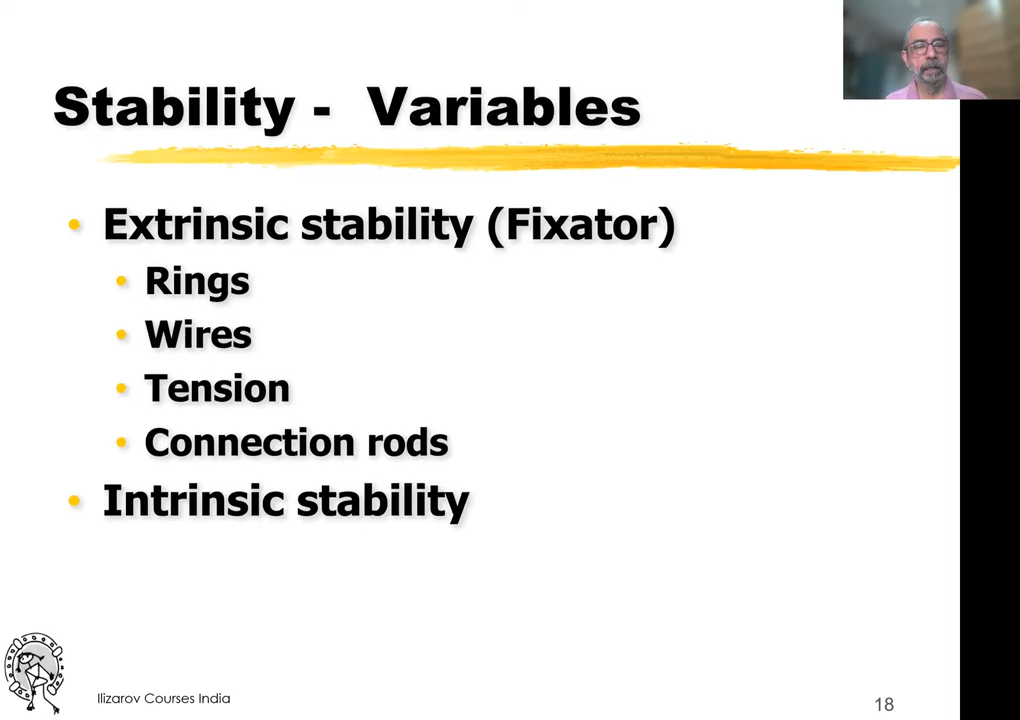 Stability -  Variables
• Extrinsic stability (Fixator)
• Rings
• Wires
• Tension
• Connection rods
• Intrinsic stability
Ilizarov Courses India
18